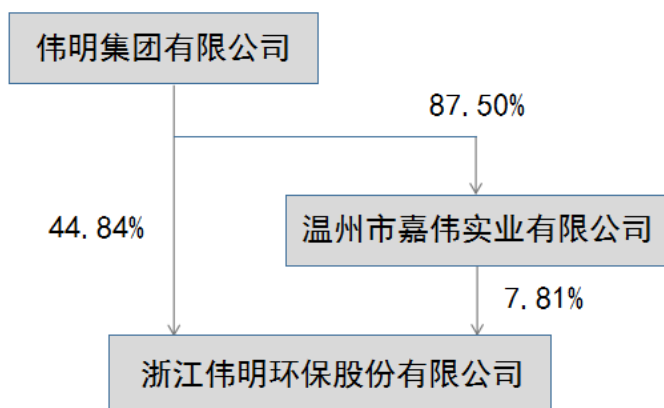 伟明集团有限公司
87.50%
44.84%
温州市嘉伟实业有限公司
7.81%
浙江伟明环保股份有限公司